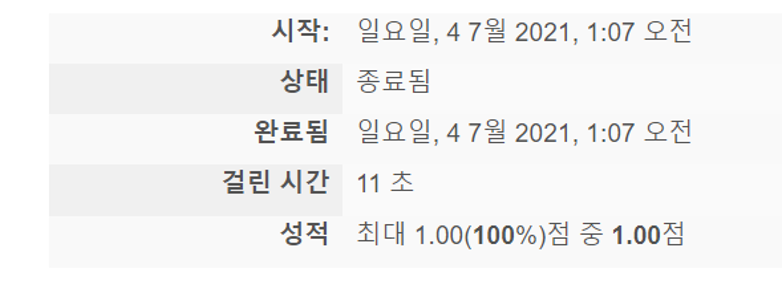 시작: 일요일, 4 7월 2021, 1:07 오전
상태 종료됨
완료됨 일요일, 4 7월 2021, 1:07 오전
걸린 시간 11 초
성적 최대 1.00(100%)점 중 1.00점